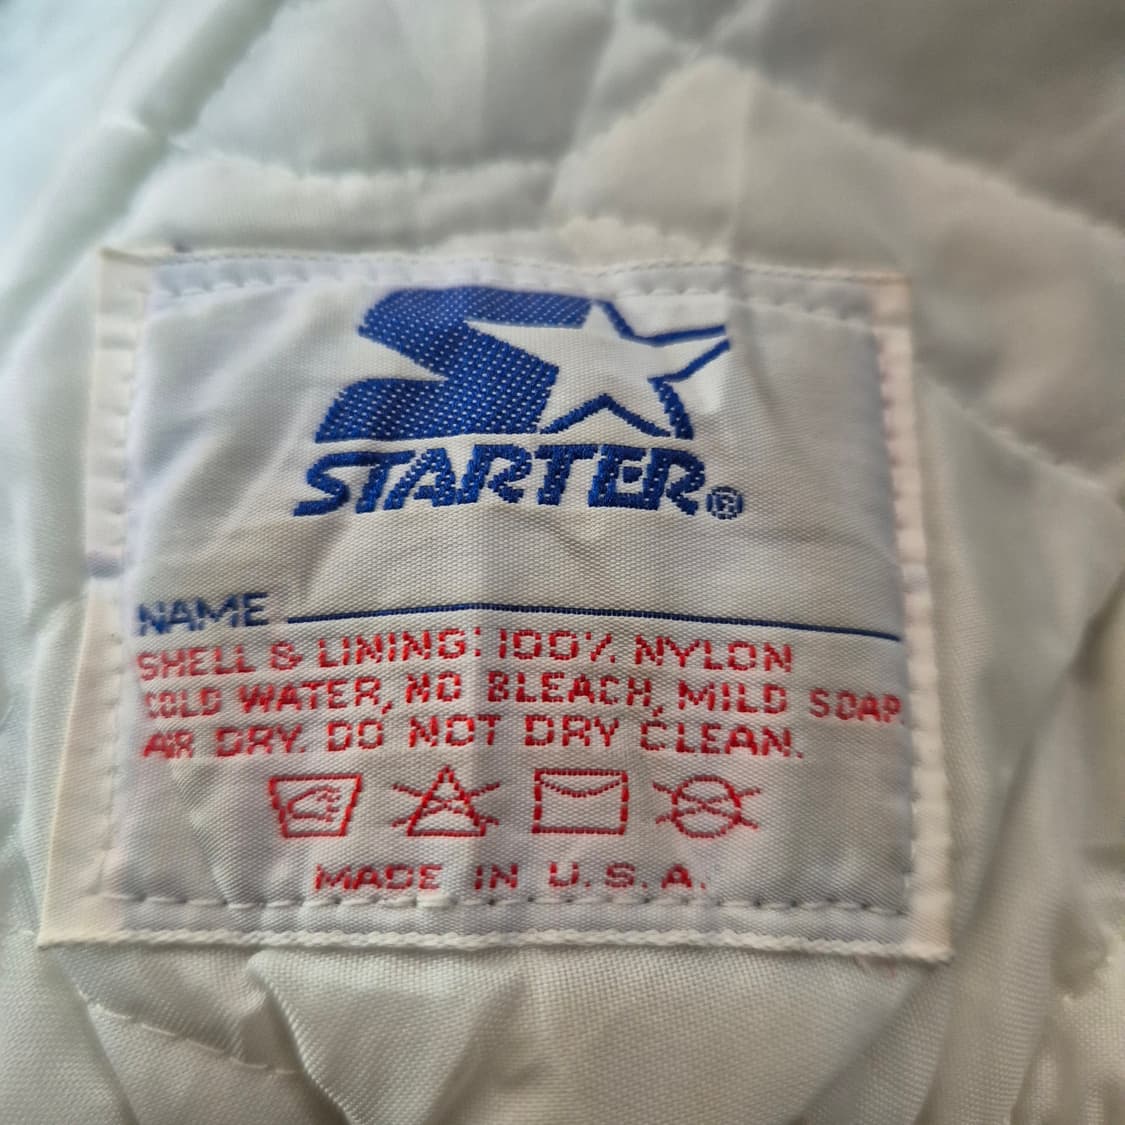 STARTER®
NAME
SHELL & LINING: 100% NYLON
COLD WATER, NO BLEACH, MILD SOAP.
AIR DRY. DO NOT DRY CLEAN.
MADE IN U.S.A.